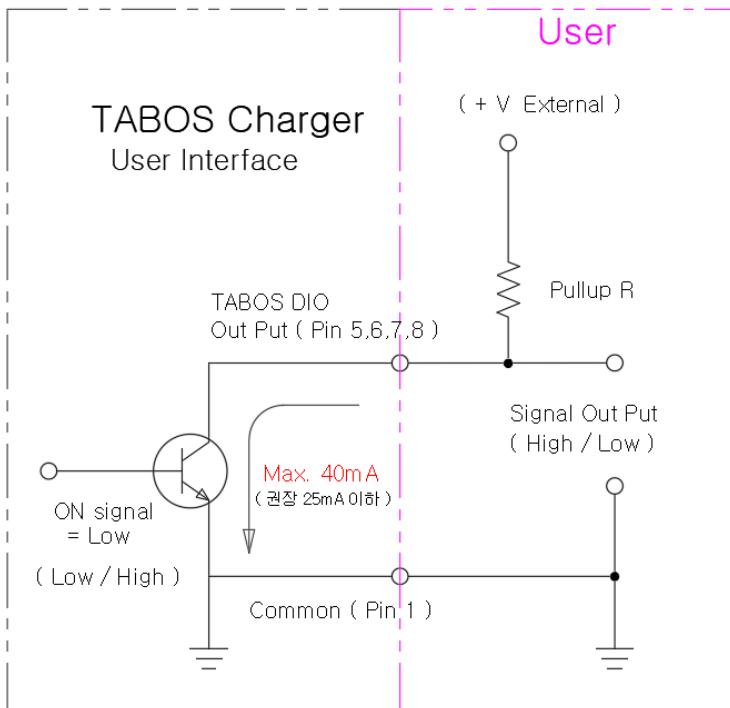 User
TABOS Charger
User Interface
( + V External )
Pullup R
TABOS DIO
Out Put ( Pin 5,6,7,8 )
Signal Out Put
( High / Low )
Max. 40mA
( 권장 25mA 이하 )
ON signal
= Low
( Low / High )
Common ( Pin 1 )